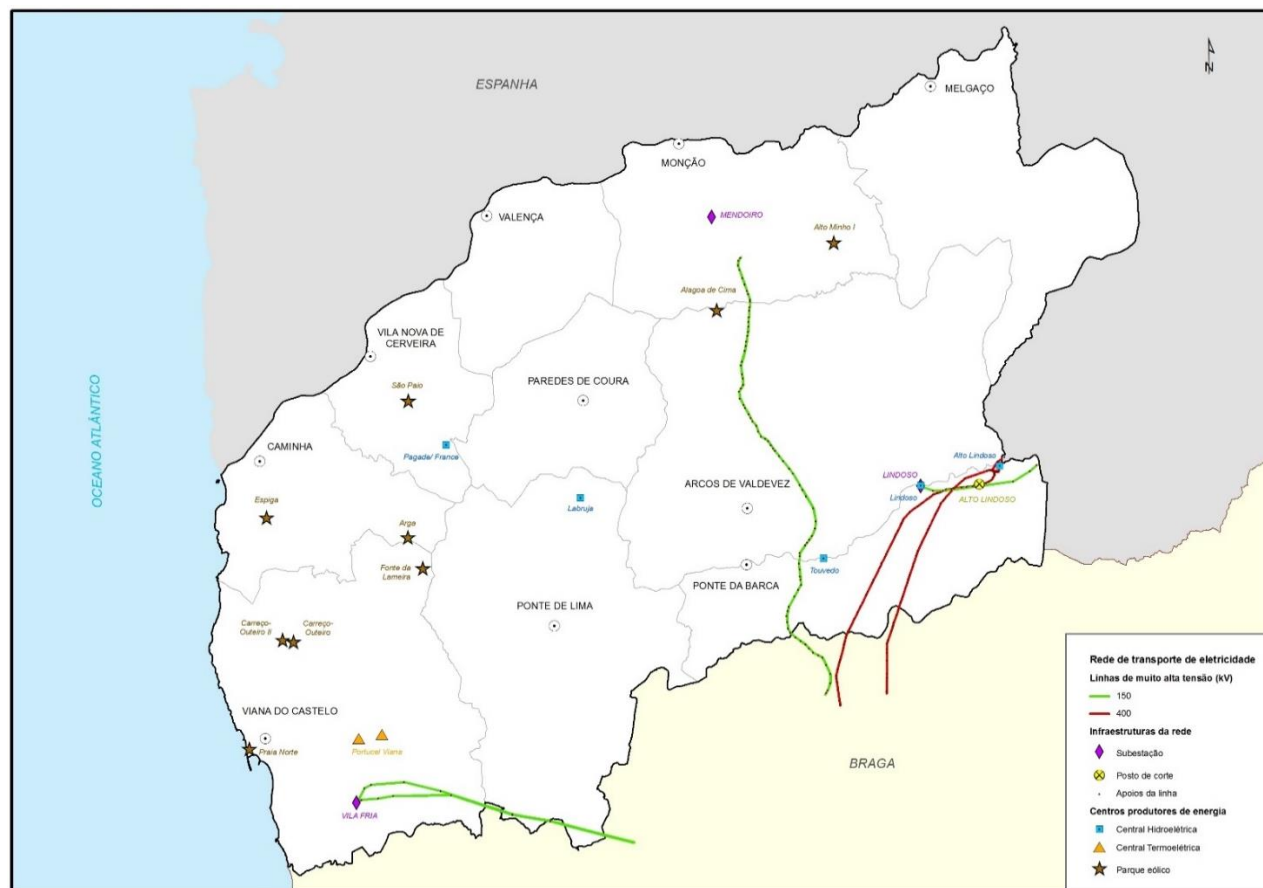 ESPANHA
MELGAÇO
MONÇÃO
VALENÇA
MENDOIRO
Alto Minho I
Alagoa de Cima
VILA NOVA DE
CERVEIRA
São Paio
PAREDES DE COURA
OCEANO ATLÂNTICO
Pagade/ France
CAMINHA
Alto Lindoso
LINDOSO
Lindoso
ALTO LINDOSO
ARCOS DE VALDEVEZ
Espiga
Labruja
Arga
Fonte da
Lameira
Touvedo
PONTE DA BARCA
PONTE DE LIMA
Carreço-
Outeiro II
Carreço-
Outeiro
VIANA DO CASTELO
Praia Norte
Portucel Viana
VILA FRIA
BRAGA
N
Rede de transporte de eletricidade
Linhas de muito alta tensão (kV)
150
400
Infraestruturas da rede
Subestação
Posto de corte
Apoios da linha
Centros produtores de energia
Central Hidroelétrica
Central Termoelétrica
Parque eólico